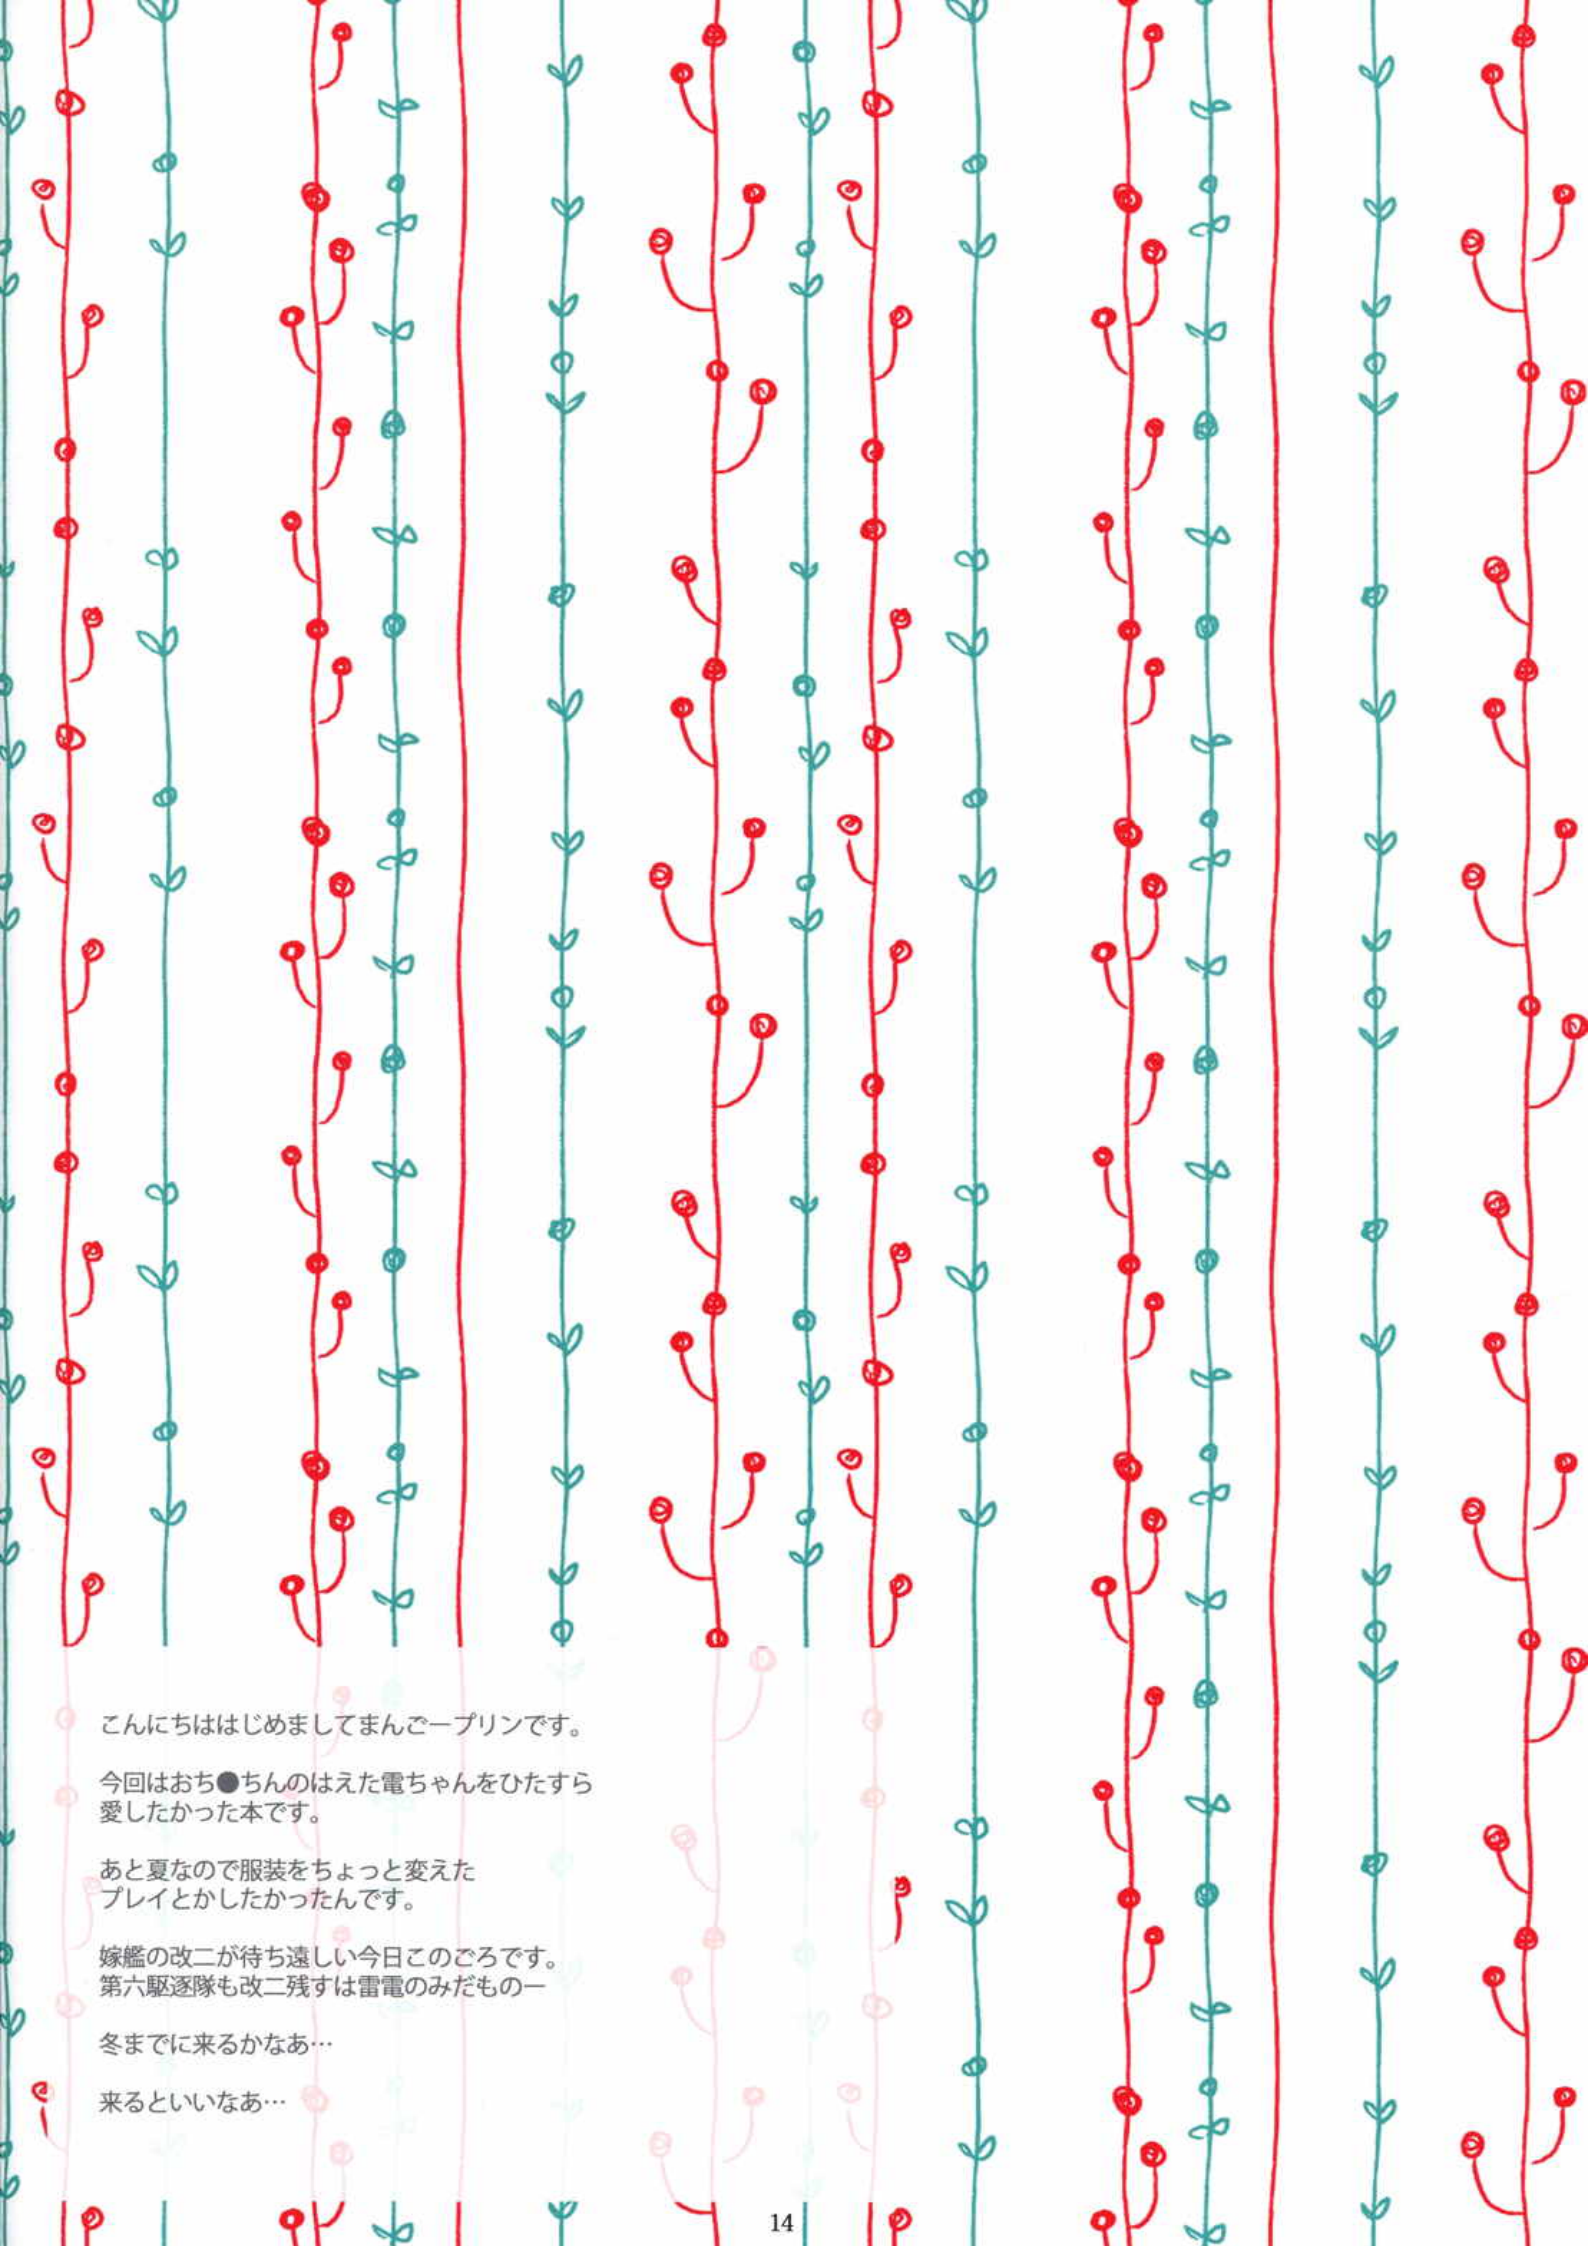 こんにちははじめましてまんごープリンです。
今回はおち●ちんのはえた電ちゃんをひたすら
愛したかった本です。
あと夏なので服装をちょっと変えた
プレイとかしたかったんです。
嫁艦の改二が待ち遠しい今日このごろです。
第六駆逐隊も改二残すは雷電のみだものー
冬までに来るかなあ…
来るといいなあ…
14